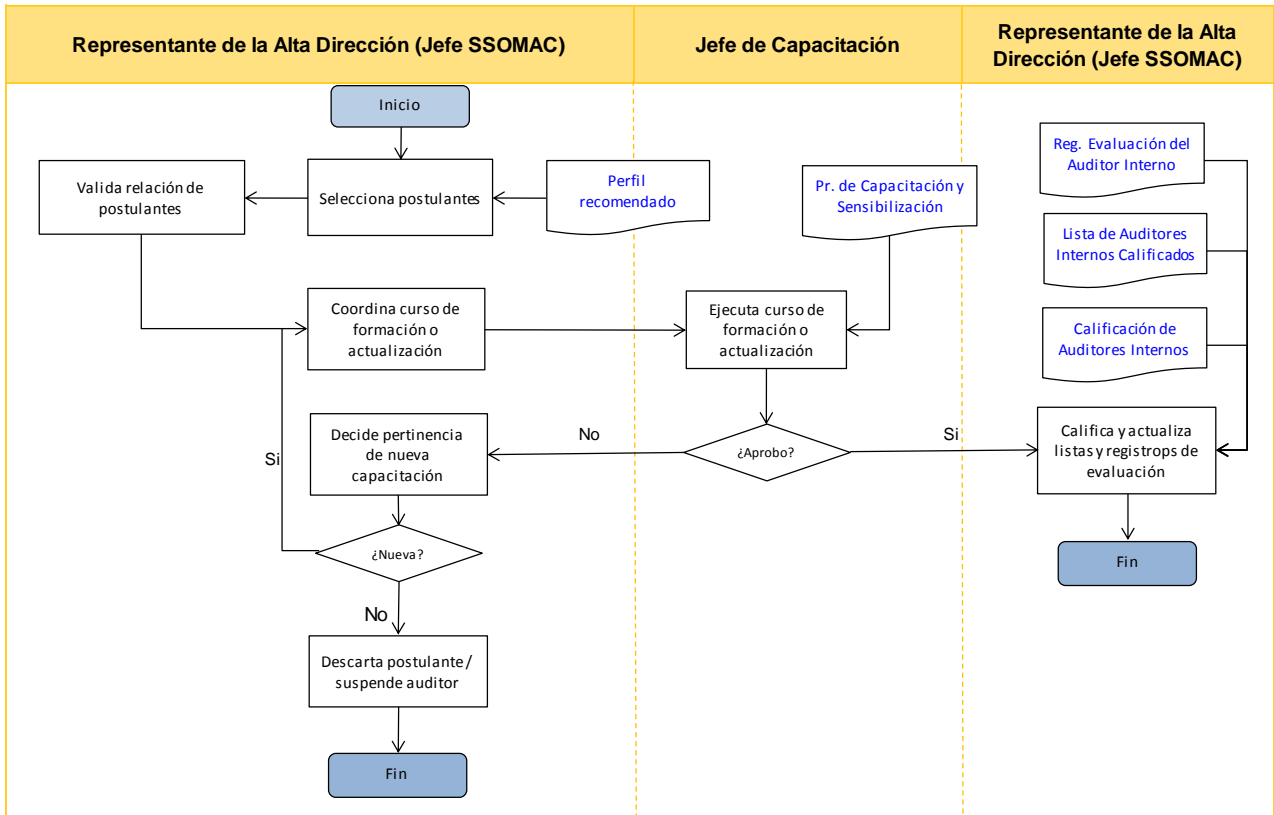 Representante de la Alta Dirección (Jefe SSOMAC)
Jefe de Capacitación
Representante de la Alta
Dirección (Jefe SSOMAC)
Inicio
Valida relación de
postulantes
Selecciona postulantes
Perfil
recomendado
Pr. de Capacitación y
Sensibilización
Reg. Evaluación del
Auditor Interno
Lista de Auditores
Internos Calificados
Calificación de
Auditores Internos
Coordina curso de
formación o
actualización
Ejecuta curso de
formación o
actualización
Decide pertinencia
de nueva
capacitación
No
¿Aprobo?
Si
Califica y actualiza
listas y registrops de
evaluación
Si
¿Nueva?
Fin
No
Descarta postulante /
suspende auditor
Fin